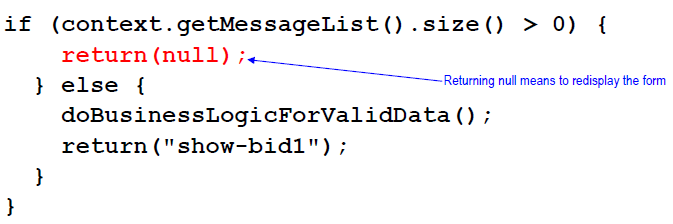 if (context.getMessageList().size() > 0) {
return(null);
Returning null means to redisplay the form
} else {
doBusinessLogicForValidData();
return("show-bid1");
}
}